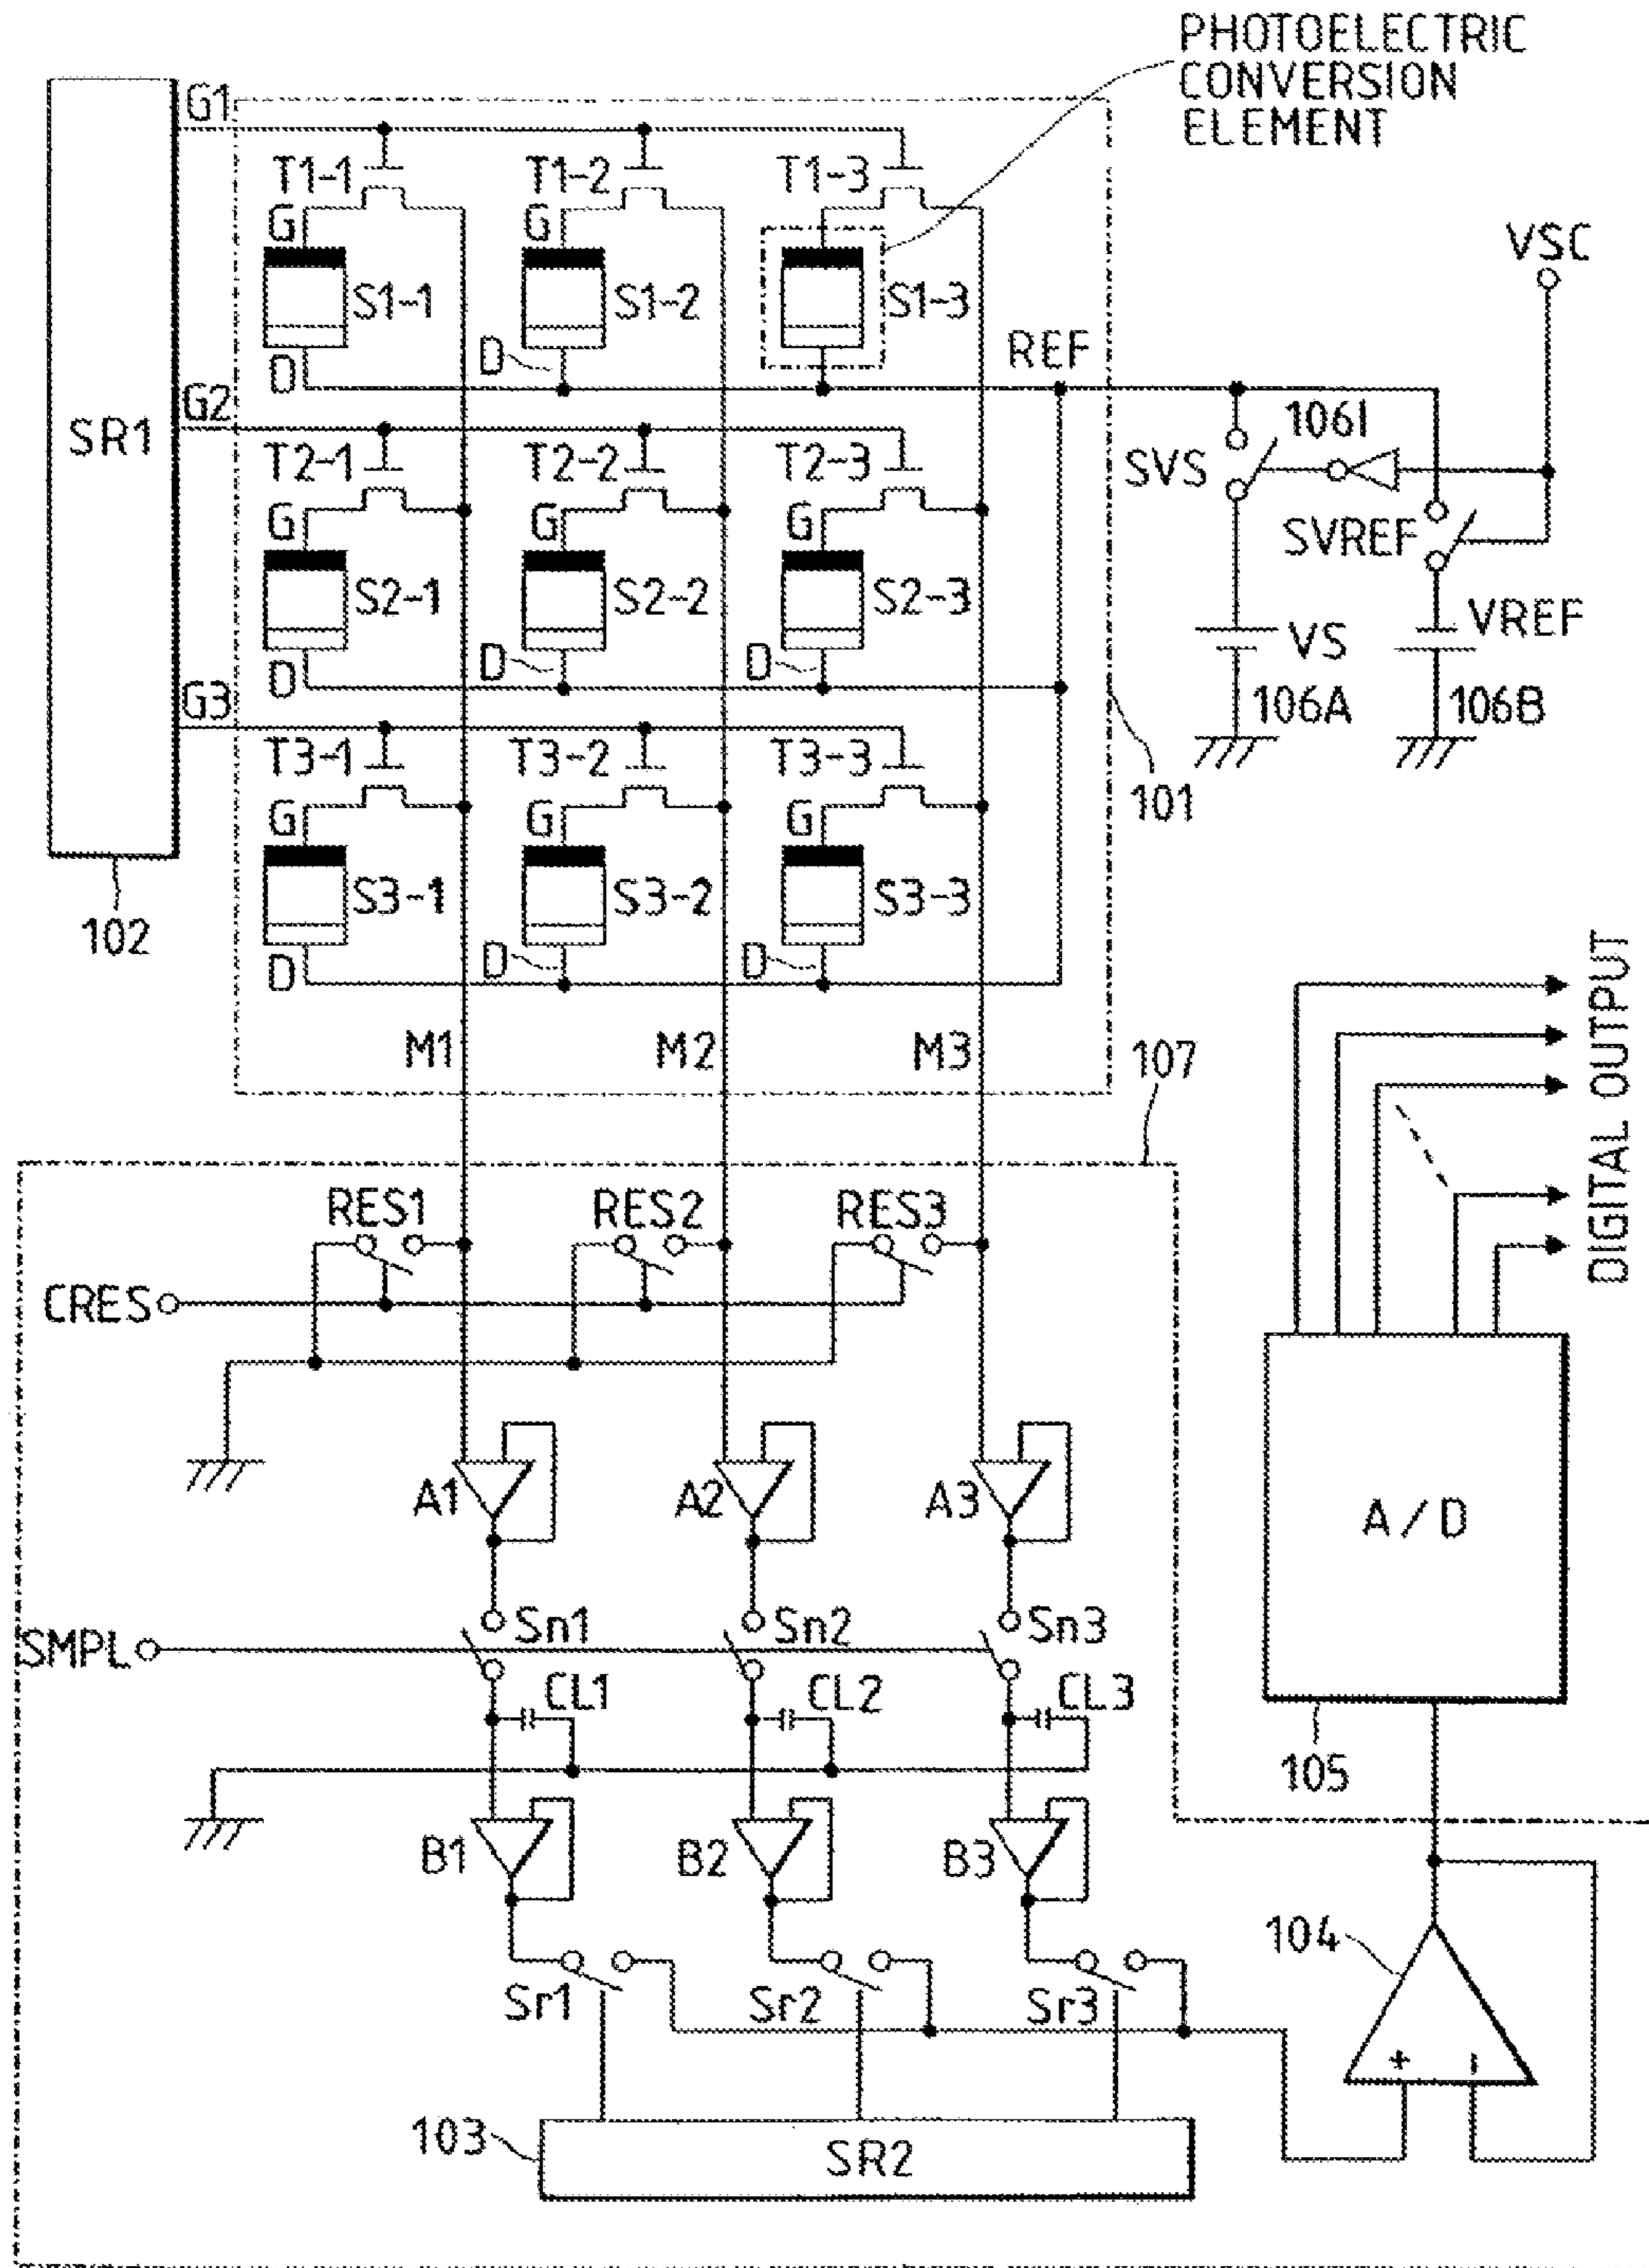 PHOTOELECTRIC
CONVERSION
ELEMENT
G1
T1-1 T1-2 T1-3
G G
VSC
S1-1 S1-2 S1-3
REF
D D
G2
SR1
106I
T2-1 T2-2 T2-3
SVS
G G G
SVREF
S2-1 S2-2 S2-3
VS VREF
D D D
G3
106A 106B
T3-1 T3-2 T3-3
101
G G G
S3-1 S3-2 S3-3
102
D D D
M1 M2 M3
107
DIGITAL OUTPUT
RES1 RES2 RES3
CRES
A1 A2 A3
A/D
Sn1 Sn2 Sn3
SMPL
CL1 CL2 CL3
105
B1 B2 B3
104
Sr1 Sr2 Sr3
+ -
103
SR2